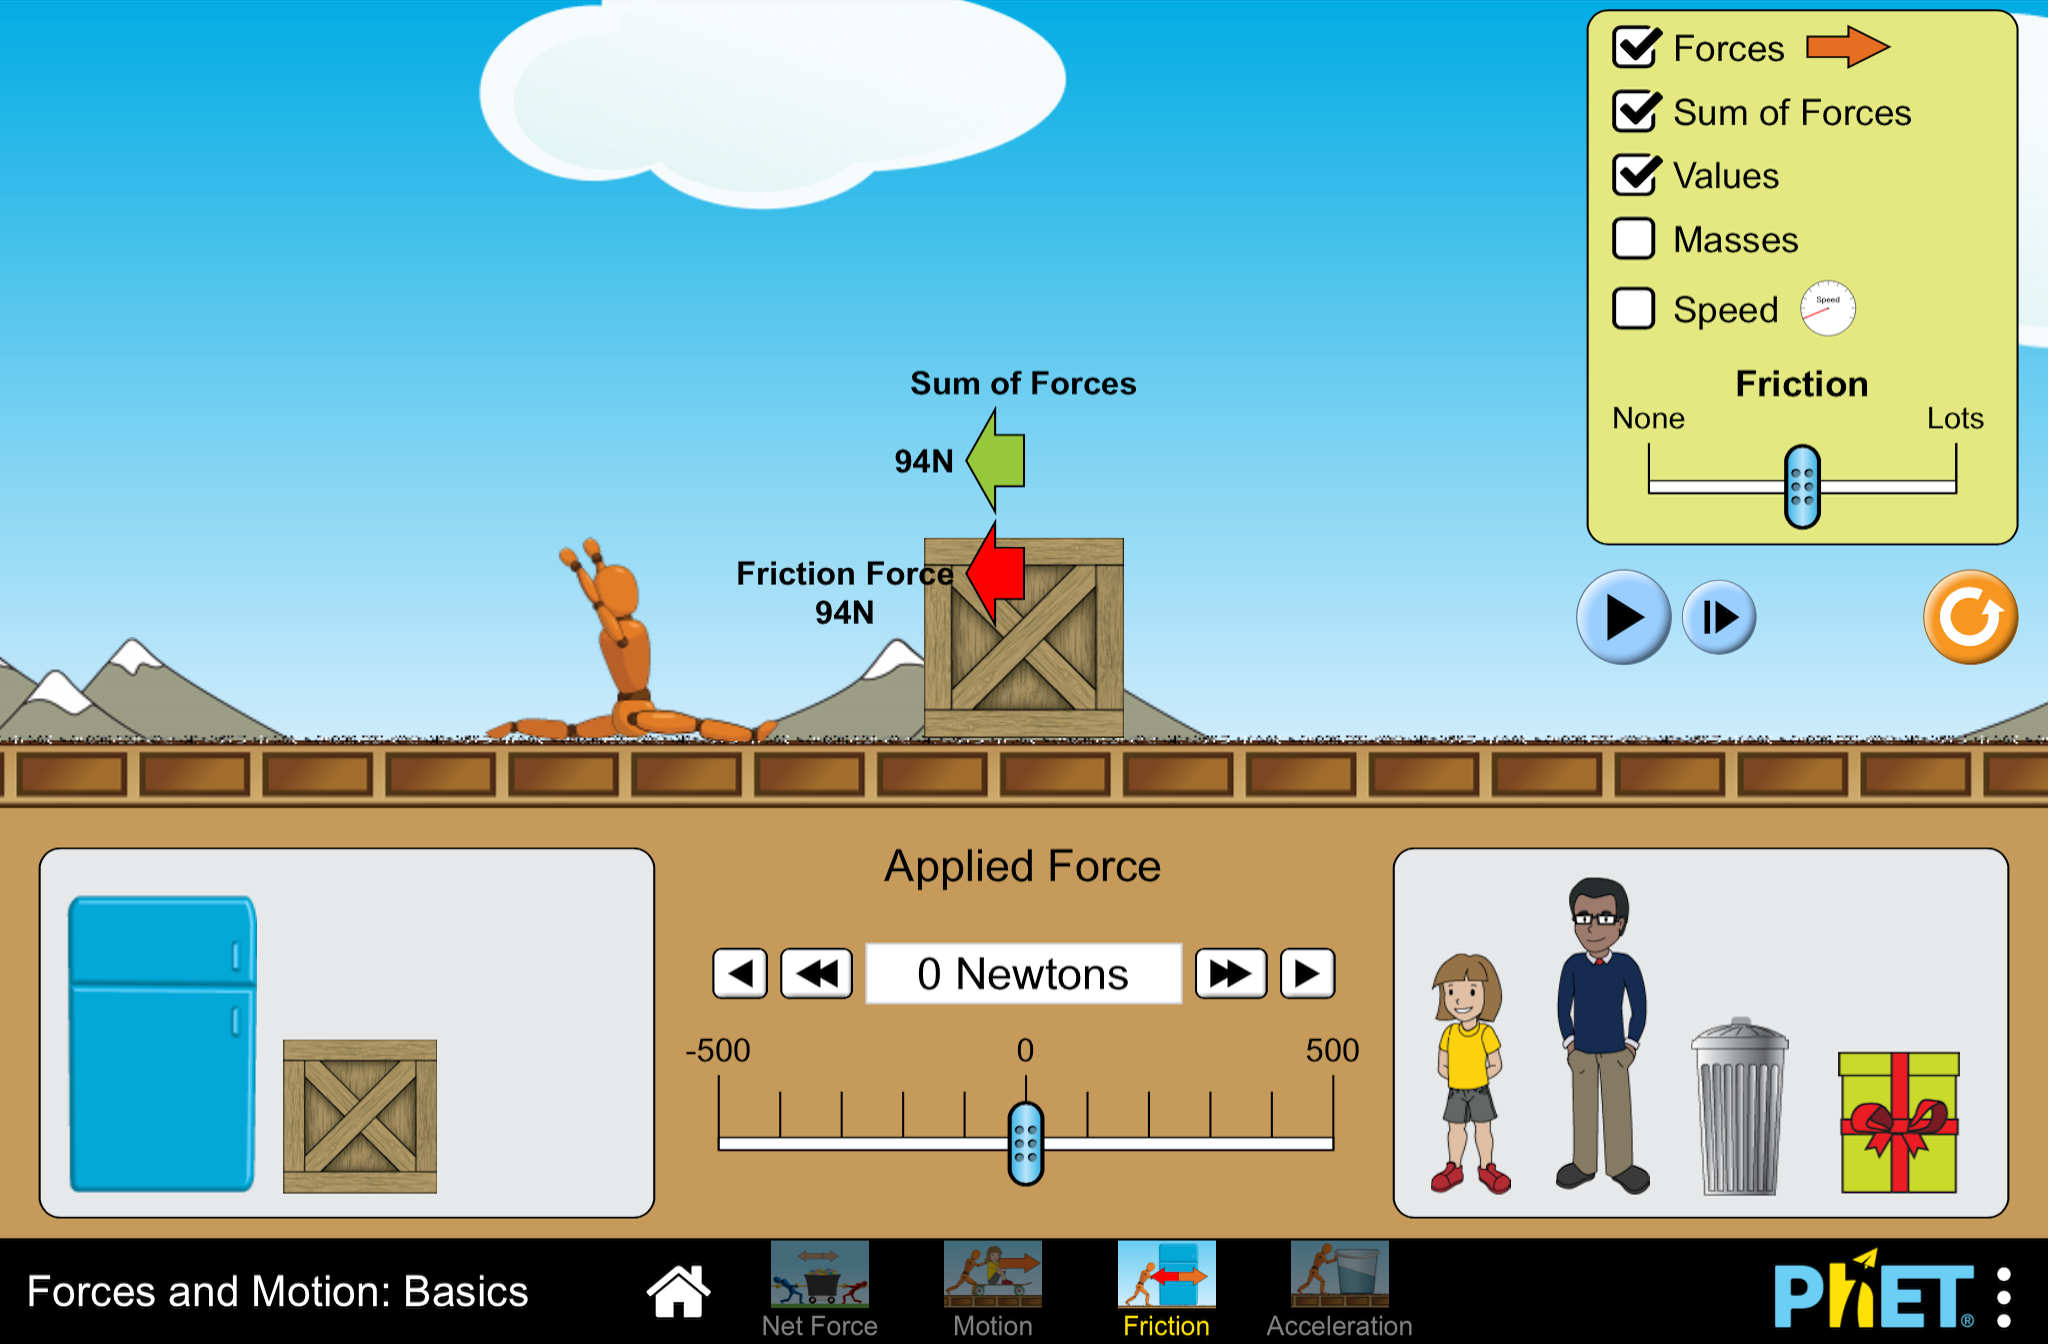 Forces
Sum of Forces
Values
Masses
Speed
Speed
Friction
None Lots
Sum of Forces
94N
Friction Force
94N
Applied Force
0 Newtons
-500 0 500
Forces and Motion: Basics
Net Force
Motion
Friction
Acceleration
PhET®